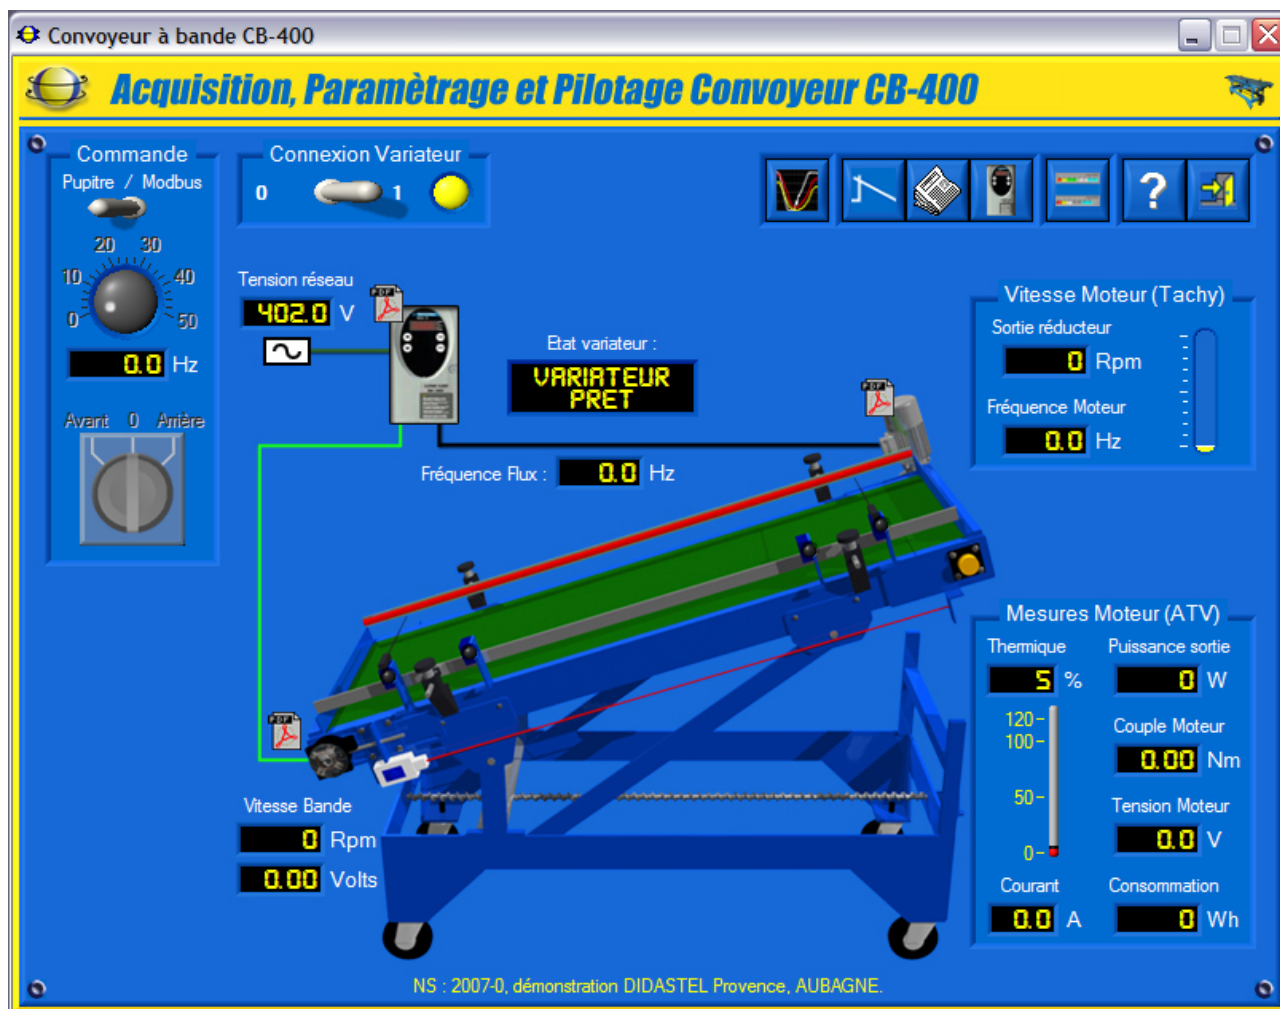 Convoyeur à bande CB-400
Acquisition, Paramètrage et Pilotage Convoyeur CB-400
Commande
Pupitre / Modbus
20 30
10 40
0 50
0.0 Hz
Avant 0 Arrière
Connexion Variateur
0 1
Tension réseau
402.0 V
PDF
Etat variateur :
VARIATEUR
PRET
PDF
Fréquence Flux : 0.0 Hz
?
Vitesse Moteur (Tachy)
Sortie réducteur
0 Rpm
Fréquence Moteur
0.0 Hz
PDF
Vitesse Bande
0 Rpm
0.00 Volts
Mesures Moteur (ATV)
Thermique Puissance sortie
5 % 0 W
120
100
50
0
Couple Moteur
0.00 Nm
Tension Moteur
0.0 V
Courant Consommation
0.0 A 0 Wh
NS : 2007-0, démonstration DIDASTEL Provence, AUBAGNE.